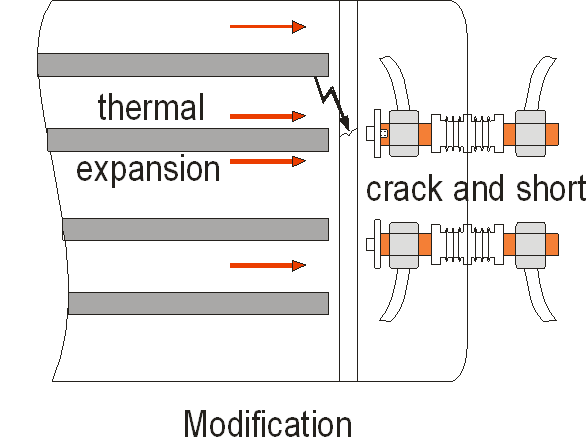 thermal
expansion
crack and short
Modification